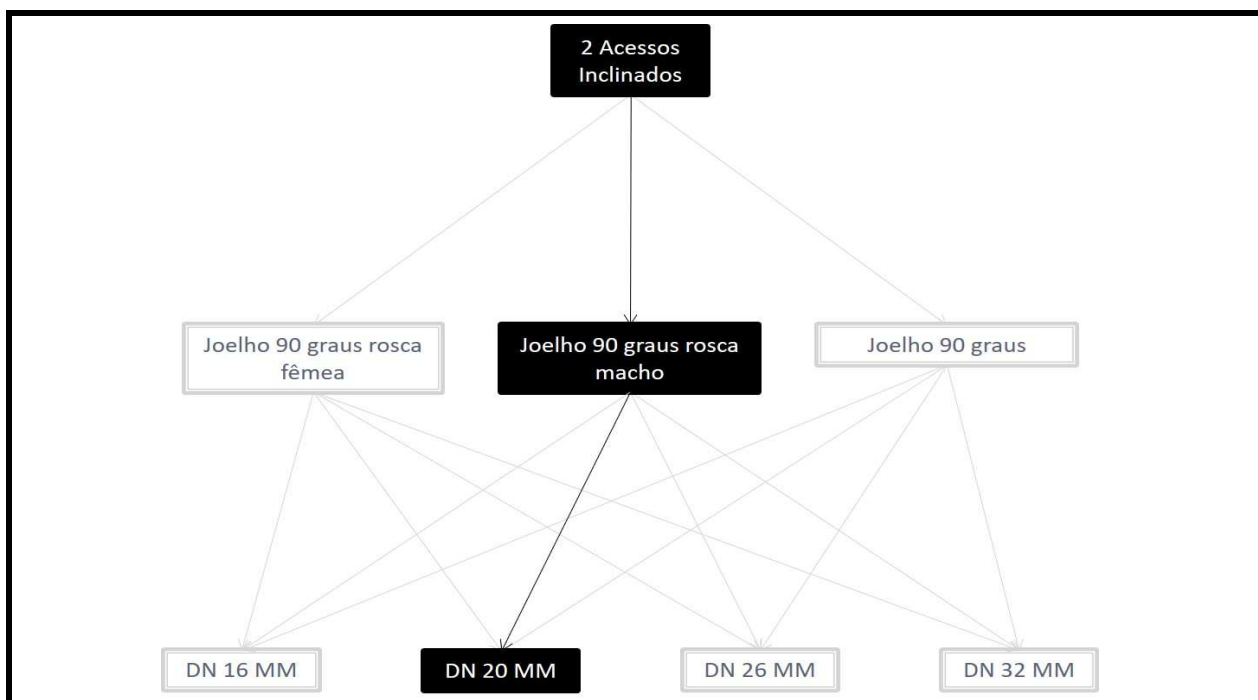 2 Acessos
Inclinados
Joelho 90 graus rosca
fêmea
Joelho 90 graus rosca
macho
Joelho 90 graus
DN 16 MM
DN 20 MM
DN 26 MM
DN 32 MM